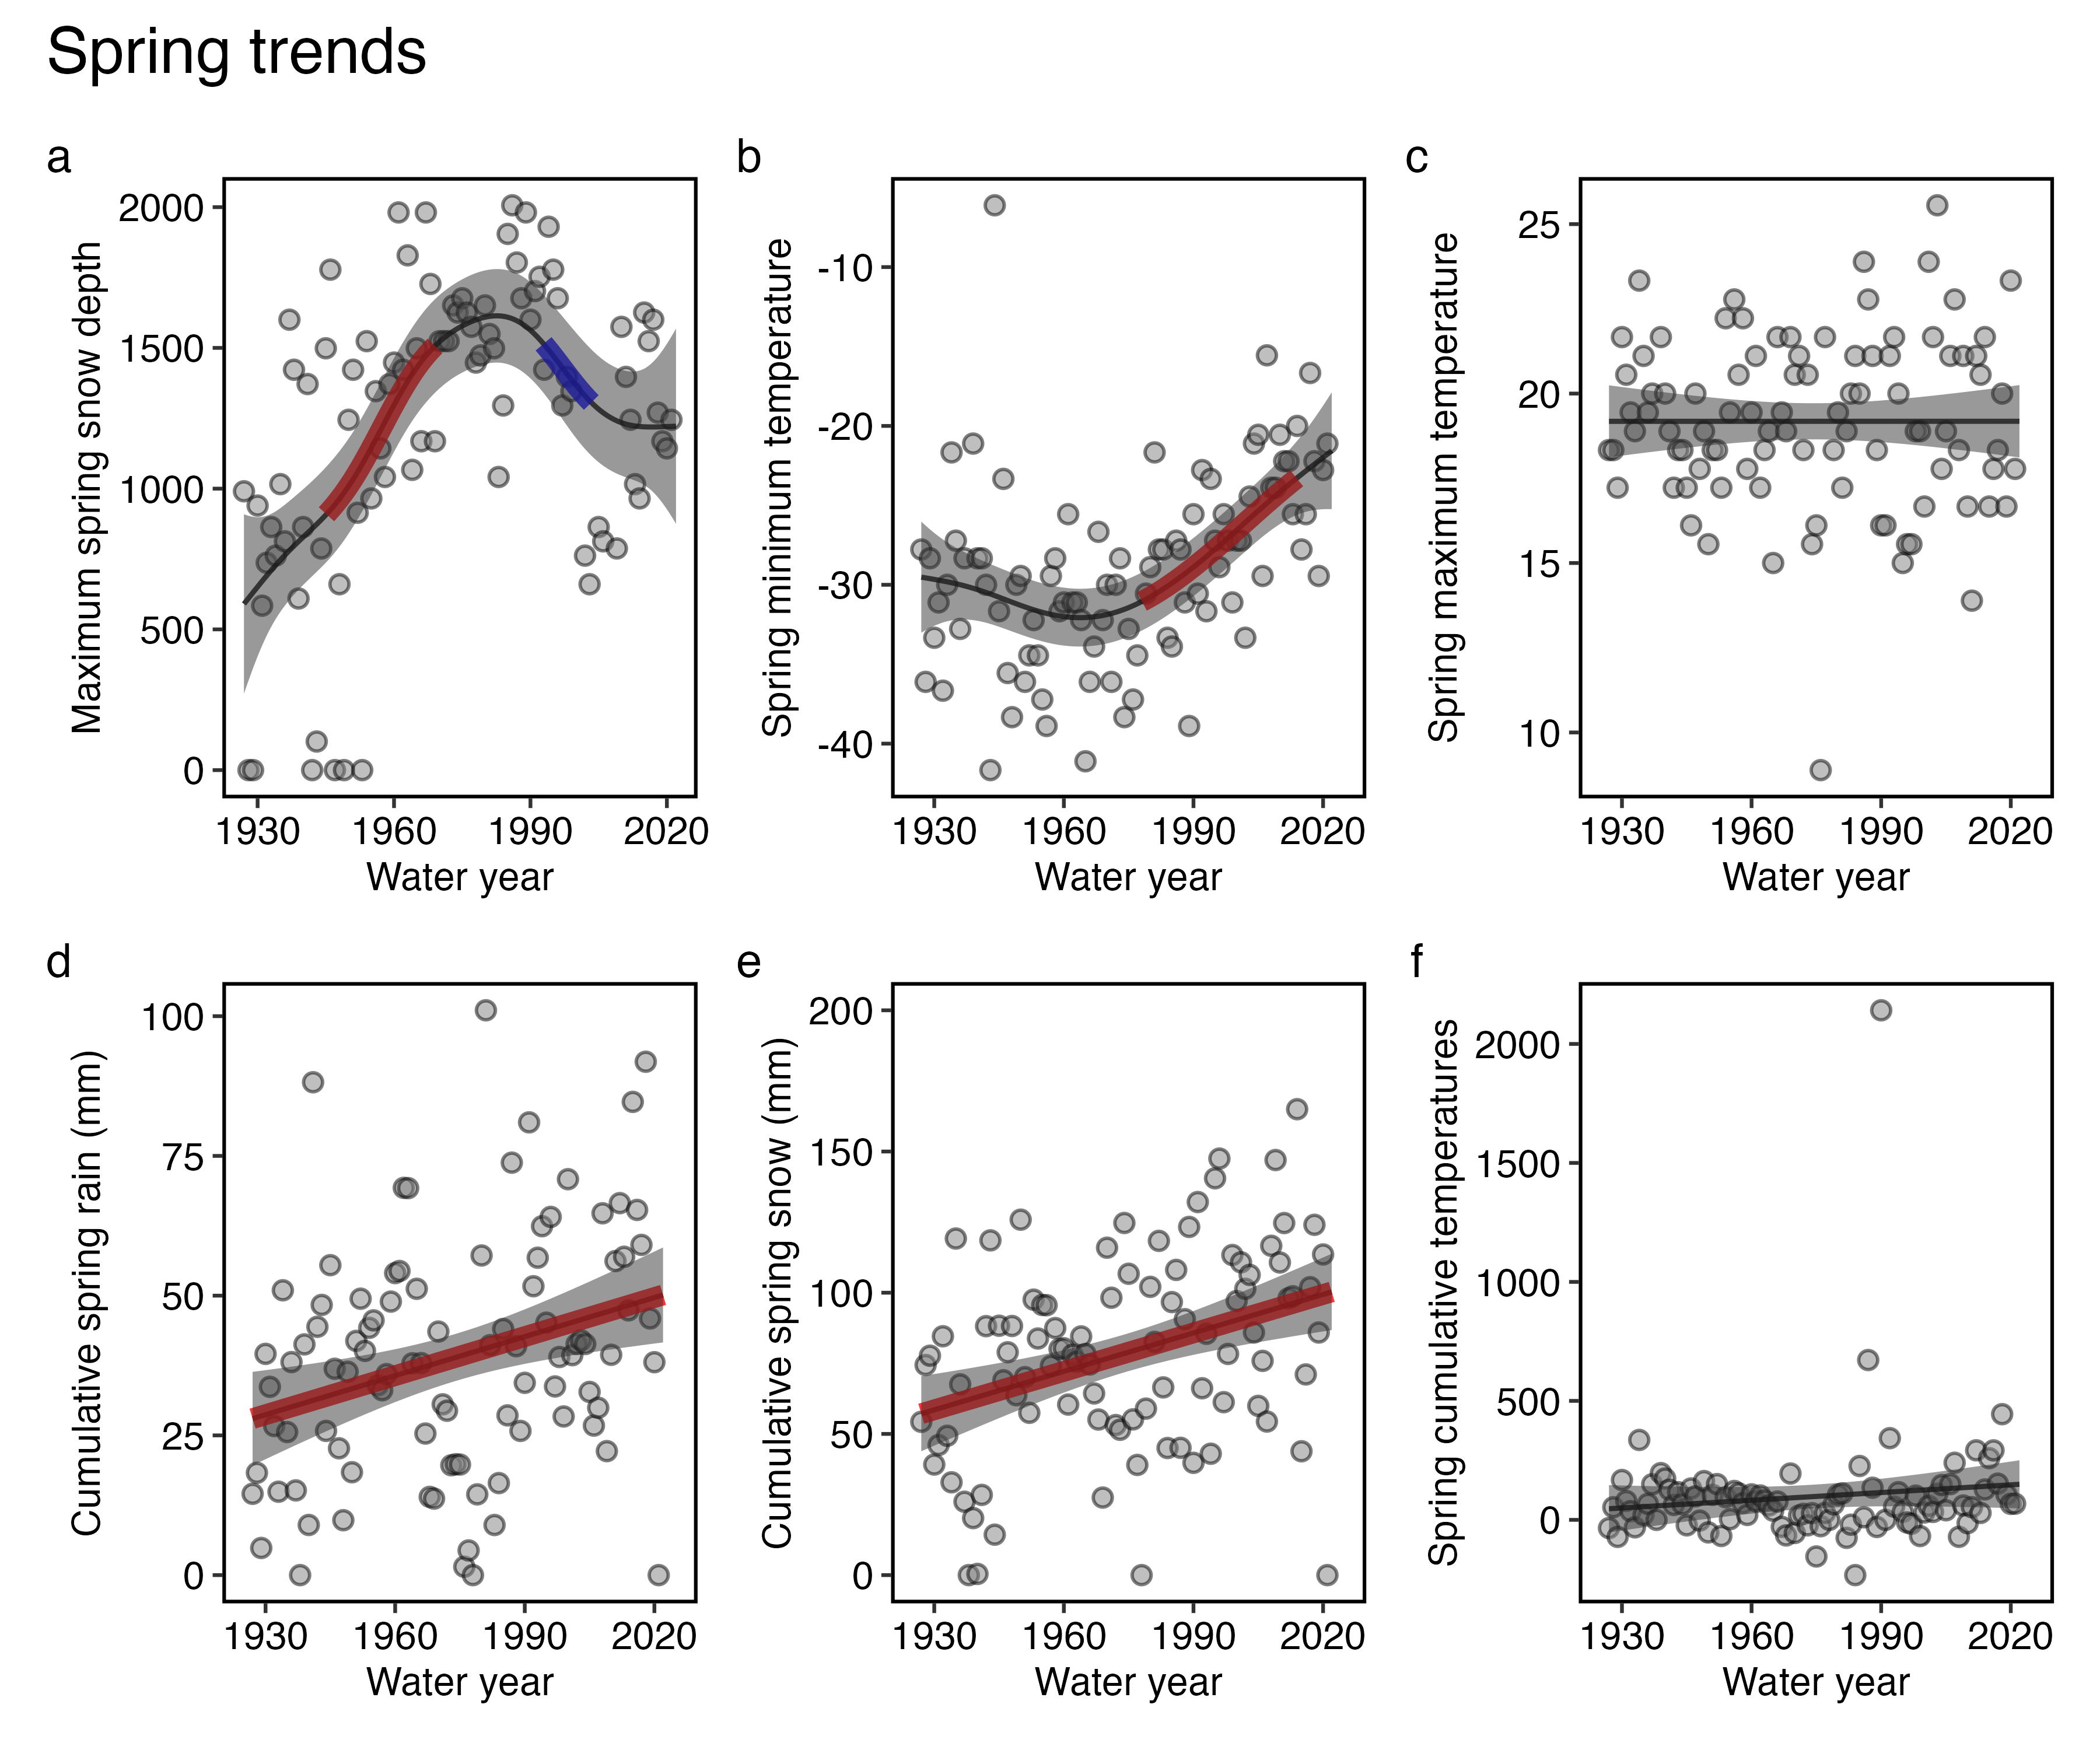 Spring trends
a
Maximum spring snow depth
2000
1500
1000
500
0
1930 1960 1990 2020
Water year
b
Spring minimum temperature
-10
-20
-30
-40
1930 1960 1990 2020
Water year
c
Spring maximum temperature
25
20
15
10
1930 1960 1990 2020
Water year
d
Cumulative spring rain (mm)
100
75
50
25
0
1930 1960 1990 2020
Water year
e
Cumulative spring snow (mm)
200
150
100
50
0
1930 1960 1990 2020
Water year
f
Spring cumulative temperatures
2000
1500
1000
500
0
1930 1960 1990 2020
Water year